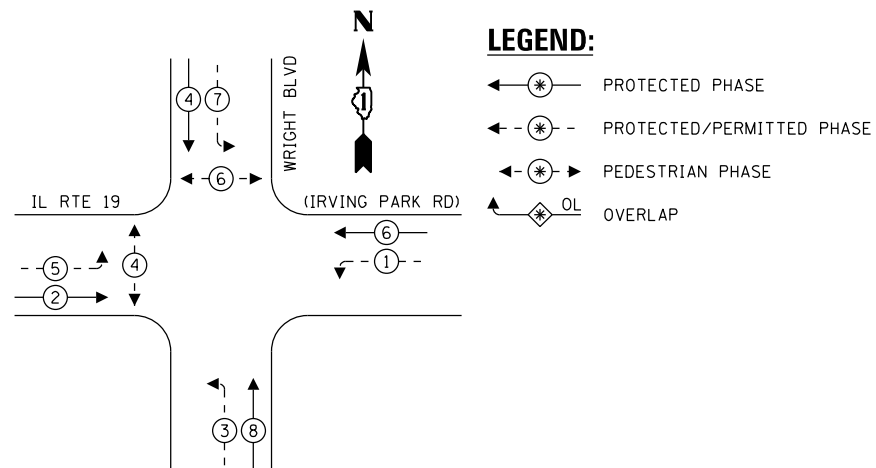 N
LEGEND:
WRIGHT BLVD
4 7
1
* PROTECTED PHASE
* PROTECTED/PERMITTED PHASE
6
* PEDESTRIAN PHASE
IL RTE 19 (IRVING PARK RD)
* OL OVERLAP
6
5 4 1
2
3 8